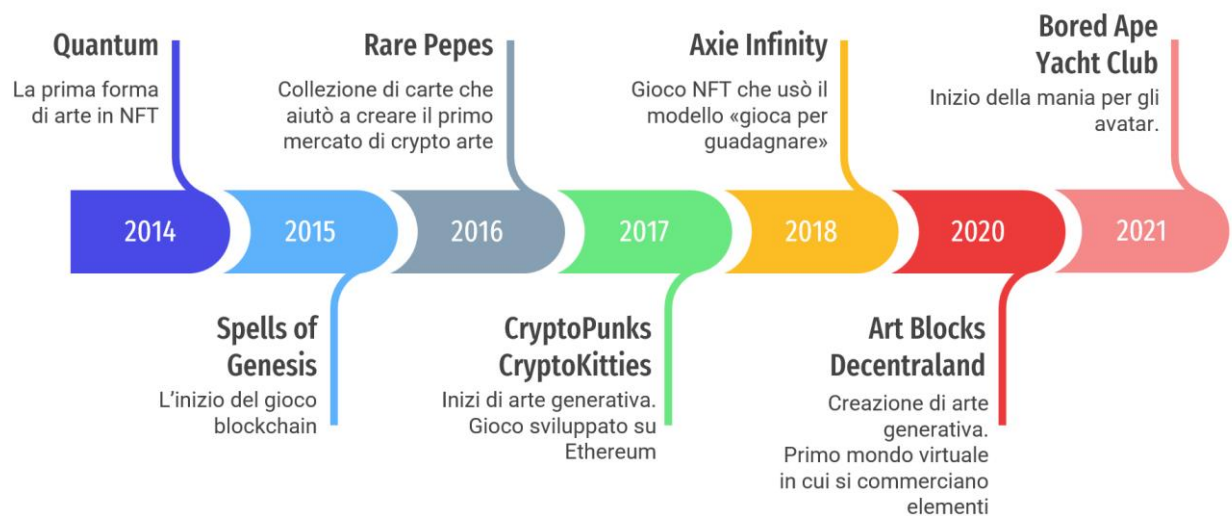 Quantum
La prima forma
di arte in NFT
Rare Pepes
Collezione di carte che
aiutò a creare il primo
mercato di crypto arte
Axie Infinity
Gioco NFT che usò il
modello «gioca per
guadagnare»
Bored Ape
Yacht Club
Inizio della mania per gli
avatar.
2014
2015
2016
2017
2018
2020
2021
Spells of
Genesis
L’inizio del gioco
blockchain
CryptoPunks
CryptoKitties
Inizi di arte generativa.
Gioco sviluppato su
Ethereum
Art Blocks
Decentraland
Creazione di arte
generativa.
Primo mondo virtuale
in cui si commerciano
elementi